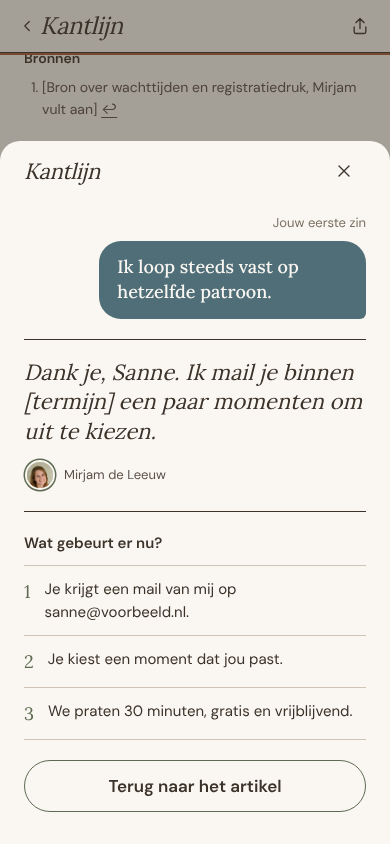 Kantlijn
Bronnen
1. [Bron over wachttijden en registratiedruk, Mirjam
vult aan] ↩
Kantlijn
Jouw eerste zin
Ik loop steeds vast op
hetzelfde patroon.
Dank je, Sanne. Ik mail je binnen
[termijn] een paar momenten om
uit te kiezen.
Mirjam de Leeuw
Wat gebeurt er nu?
1 Je krijgt een mail van mij op
sanne@voorbeeld.nl.
2 Je kiest een moment dat jou past.
3 We praten 30 minuten, gratis en vrijblijvend.
Terug naar het artikel